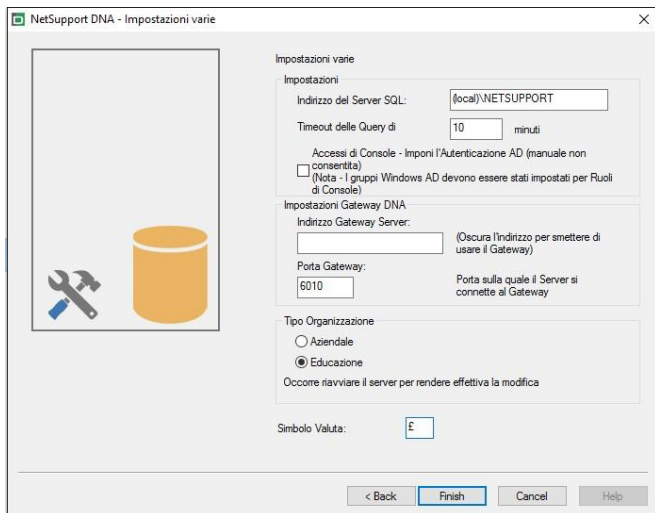 NetSupport DNA - Impostazioni varie
Impostazioni varie
Impostazioni
Indirizzo del Server SQL:
(local)\NETSUPPORT
Timeout delle Query di
10
minuti
Accessi di Console - Imponi l'Autenticazione AD (manuale non
consentita)
(Nota - I gruppi Windows AD devono essere stati impostati per Ruoli
di Console)
Impostazioni Gateway DNA
Indirizzo Gateway Server:
(Oscura l'indirizzo per smettere di
usare il Gateway)
Porta Gateway:
6010
Porta sulla quale il Server si
connette al Gateway
Tipo Organizzazione
Aziendale
Educazione
Occorre riavviare il server per rendere effettiva la modifica
Simbolo Valuta:
£
< Back
Finish
Cancel
Help